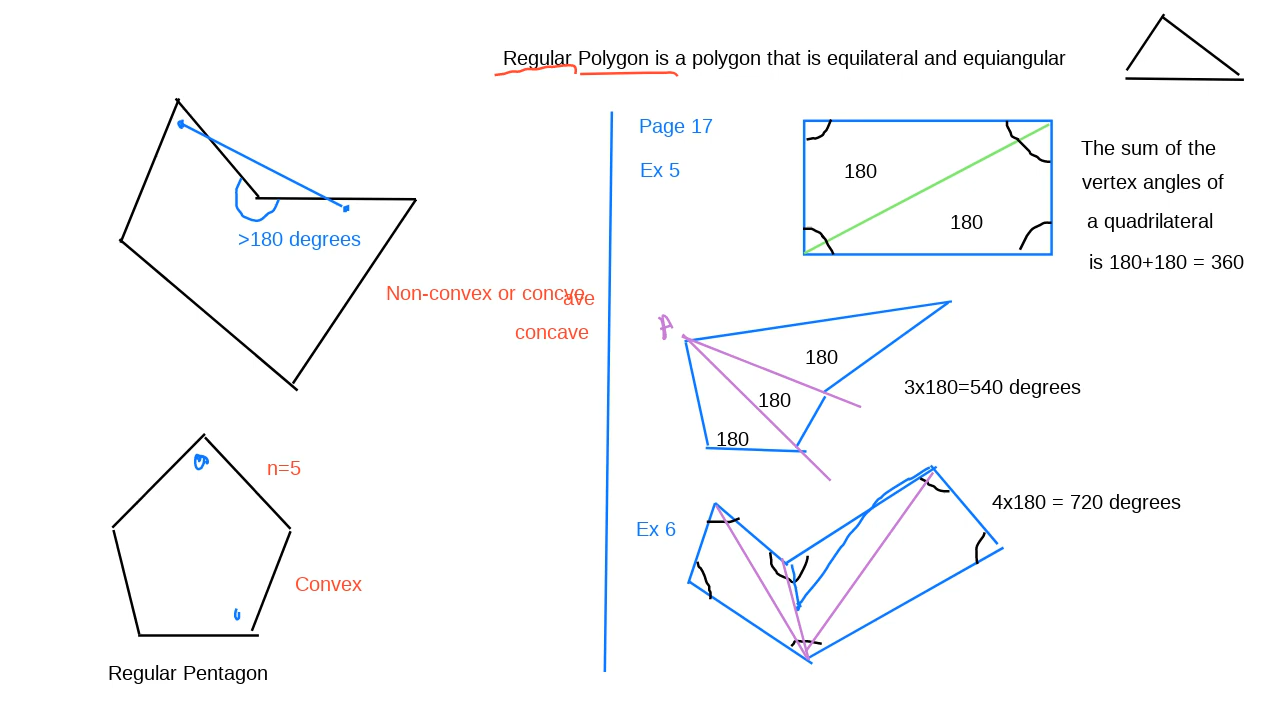 Regular Polygon is a polygon that is equilateral and equiangular
>180 degrees
Non-convex or concve
ave
concave
n=5
Convex
Regular Pentagon
Page 17
Ex 5
180
180
The sum of the
vertex angles of
a quadrilateral
is 180+180 = 360
A
180
180
180
3x180=540 degrees
Ex 6
4x180 = 720 degrees